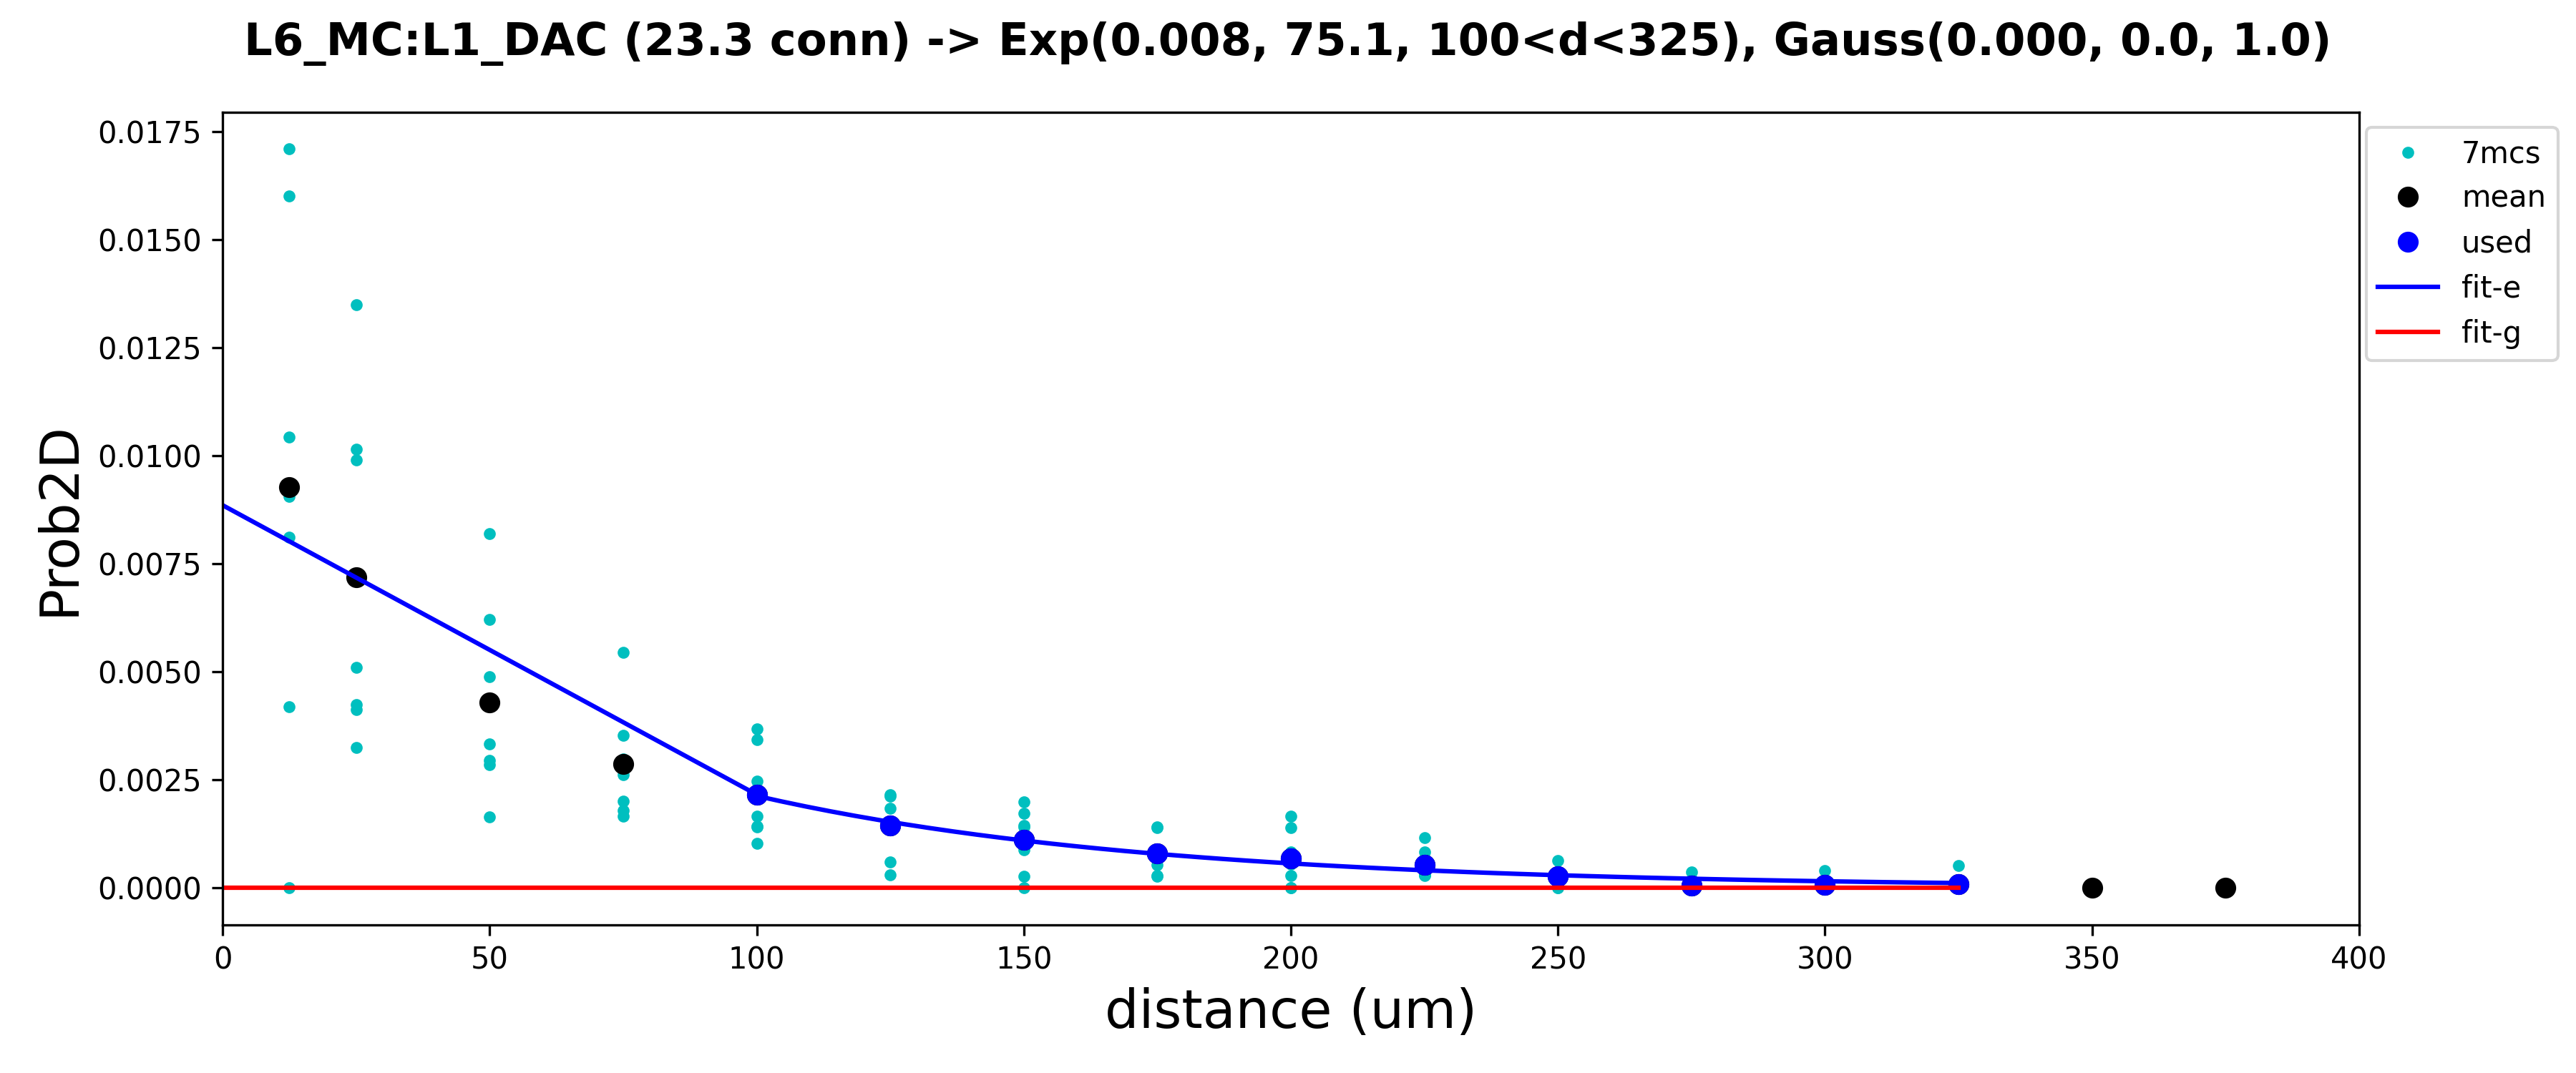 L6_MC:L1_DAC (23.3 conn) -> Exp(0.008, 75.1, 100<d<325), Gauss(0.000, 0.0, 1.0)
0.0175
0.0150
0.0125
0.0100
0.0075
0.0050
0.0025
0.0000
Prob2D
0 50 100 150 200 250 300 350 400
distance (um)
7mcs
mean
used
fit-e
fit-g